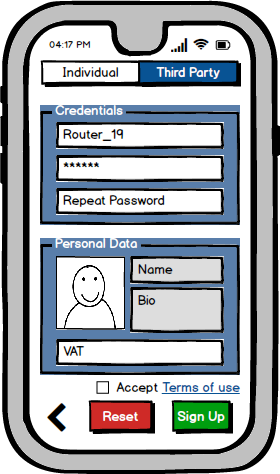 04:17 PM
Individual Third Party
Credentials
Router_19
******
Repeat Password
Personal Data
Name
Bio
VAT
Accept Terms of use
Reset Sign Up